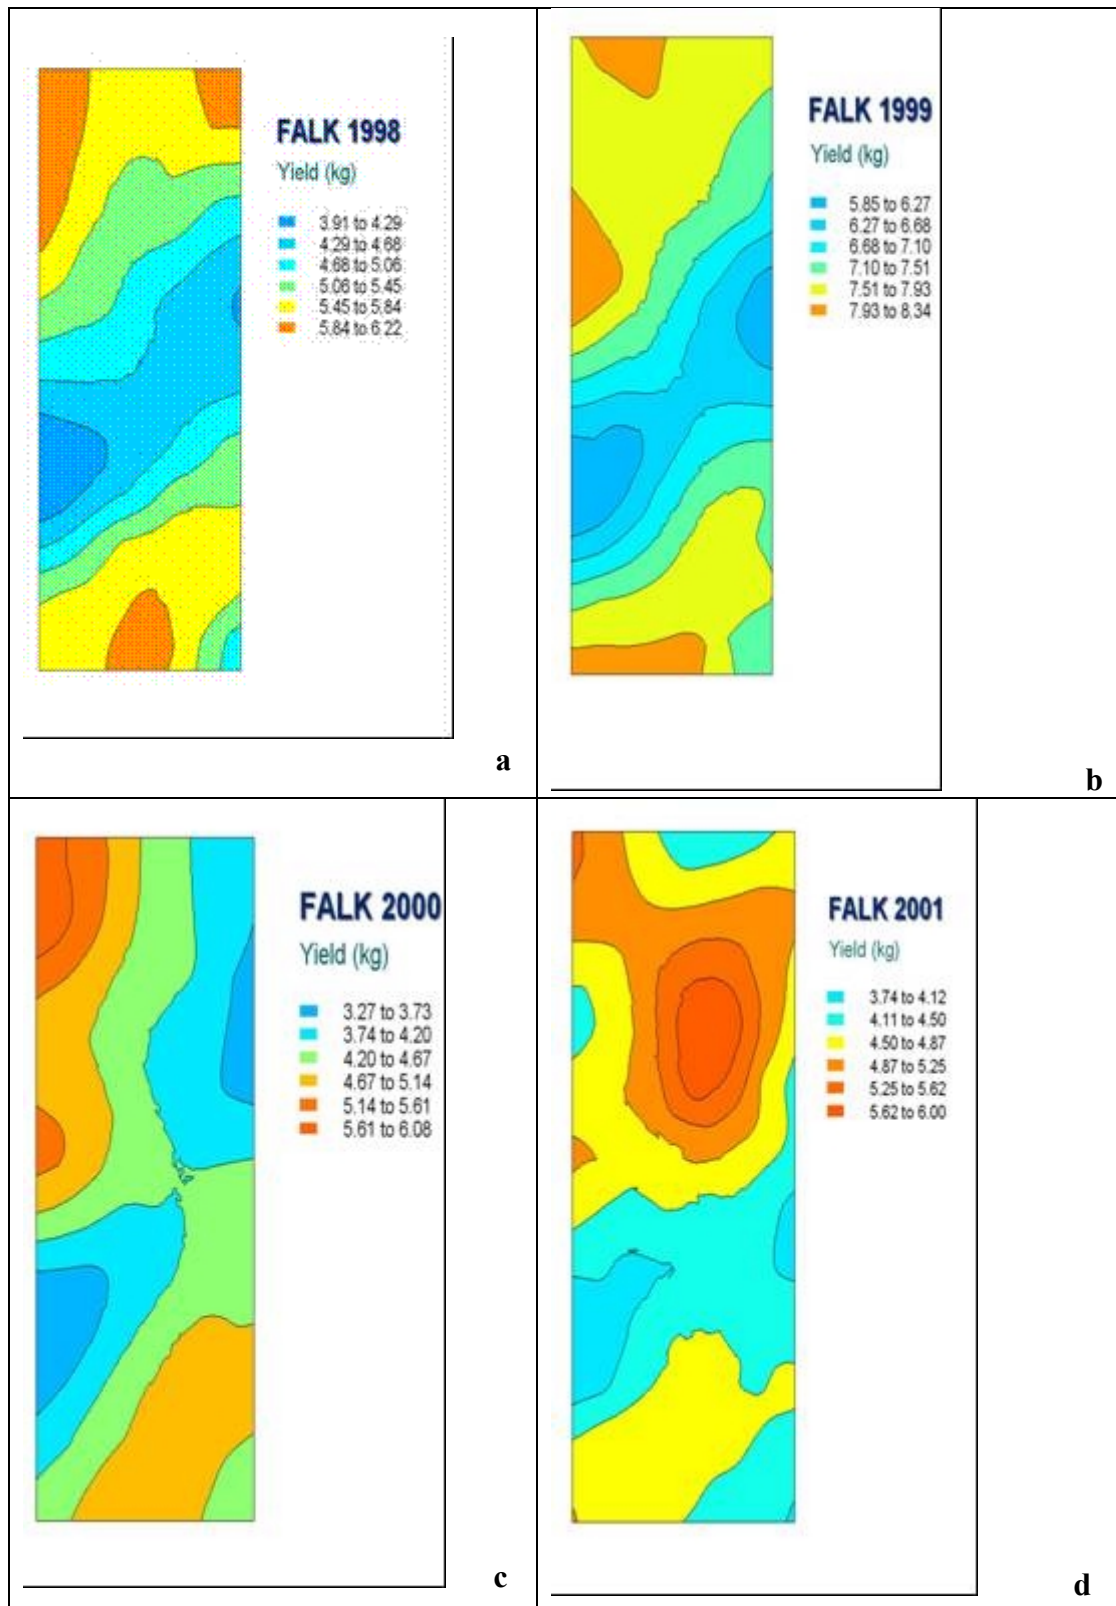 FALK 1998
Yield (kg)
3.91 to 4.29
4.29 to 4.68
4.68 to 5.06
5.06 to 5.45
5.45 to 5.84
5.84 to 6.22
a
FALK 1999
Yield (kg)
5.85 to 6.27
6.27 to 6.68
6.68 to 7.10
7.10 to 7.51
7.51 to 7.93
7.93 to 8.34
b
FALK 2000
Yield (kg)
3.27 to 3.73
3.74 to 4.20
4.20 to 4.67
4.67 to 5.14
5.14 to 5.61
5.61 to 6.08
c
FALK 2001
Yield (kg)
3.74 to 4.12
4.11 to 4.50
4.50 to 4.87
4.87 to 5.25
5.25 to 5.62
5.62 to 6.00
d